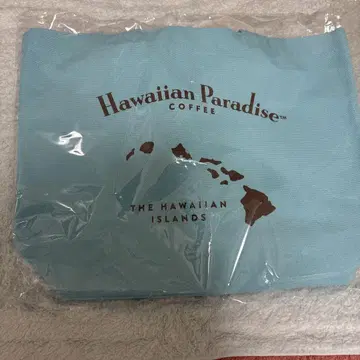 Hawaiian Paradise™
COFFEE
THE HAWAIIAN
ISLANDS